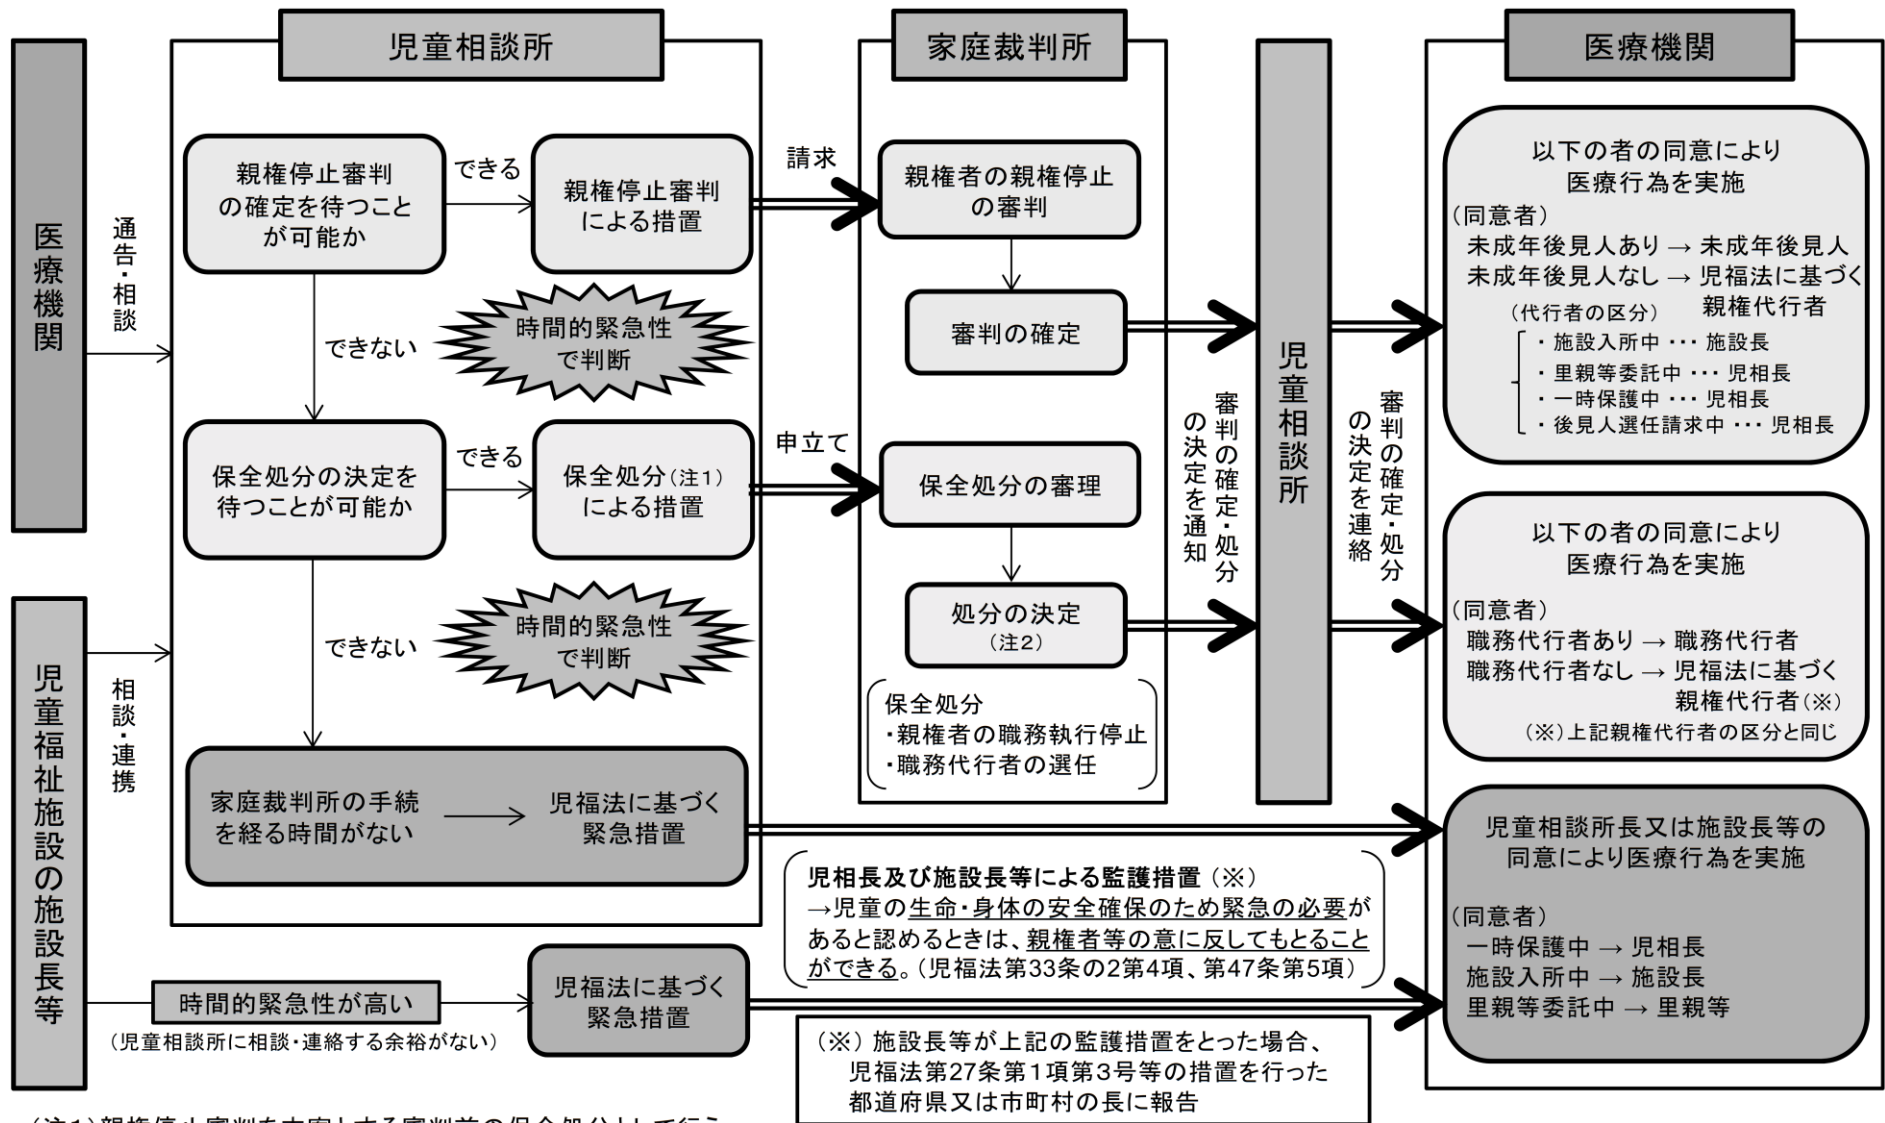 児童相談所
家庭裁判所
医療機関
医療機関
通告・相談
児童福祉施設の施設長等
相談・連携
親権停止審判
の確定を待つこと
が可能か
できる
親権停止審判
による措置
できない
時間的緊急性
で判断
保全処分の決定を
待つことが可能か
できる
保全処分(注1)
による措置
できない
時間的緊急性
で判断
家庭裁判所の手続
を経る時間がない
→
児福法に基づく
緊急措置
時間的緊急性が高い
(児童相談所に相談・連絡する余裕がない)
児福法に基づく
緊急措置
請求
親権者の親権停止
の審判
審判の確定
申立て
保全処分の審理
処分の決定
(注2)
保全処分
・親権者の職務執行停止
・職務代行者の選任
審判の確定・処分
の決定を通知
児童相談所
審判の確定・処分
の決定を連絡
以下の者の同意により
医療行為を実施
(同意者)
未成年後見人あり → 未成年後見人
未成年後見人なし → 児福法に基づく
親権代行者
(代行者の区分)
・施設入所中 ・・・ 施設長
・里親等委託中 ・・・ 児相長
・一時保護中 ・・・ 児相長
・後見人選任請求中 ・・・ 児相長
以下の者の同意により
医療行為を実施
(同意者)
職務代行者あり → 職務代行者
職務代行者なし → 児福法に基づく
親権代行者(※)
(※)上記親権代行者の区分と同じ
児童相談所長又は施設長等の
同意により医療行為を実施
(同意者)
一時保護中 → 児相長
施設入所中 → 施設長
里親等委託中 → 里親等
児相長及び施設長等による監護措置(※)
→児童の生命・身体の安全確保のため緊急の必要が
あると認めるときは、親権者等の意に反してもとること
ができる。(児福法第33条の2第4項、第47条第5項)
(※)施設長等が上記の監護措置をとった場合、
児福法第27条第1項第3号等の措置を行った
都道府県又は市町村の長に報告
(注1)親権停止審判を本案とする審判前の保全処分として行う